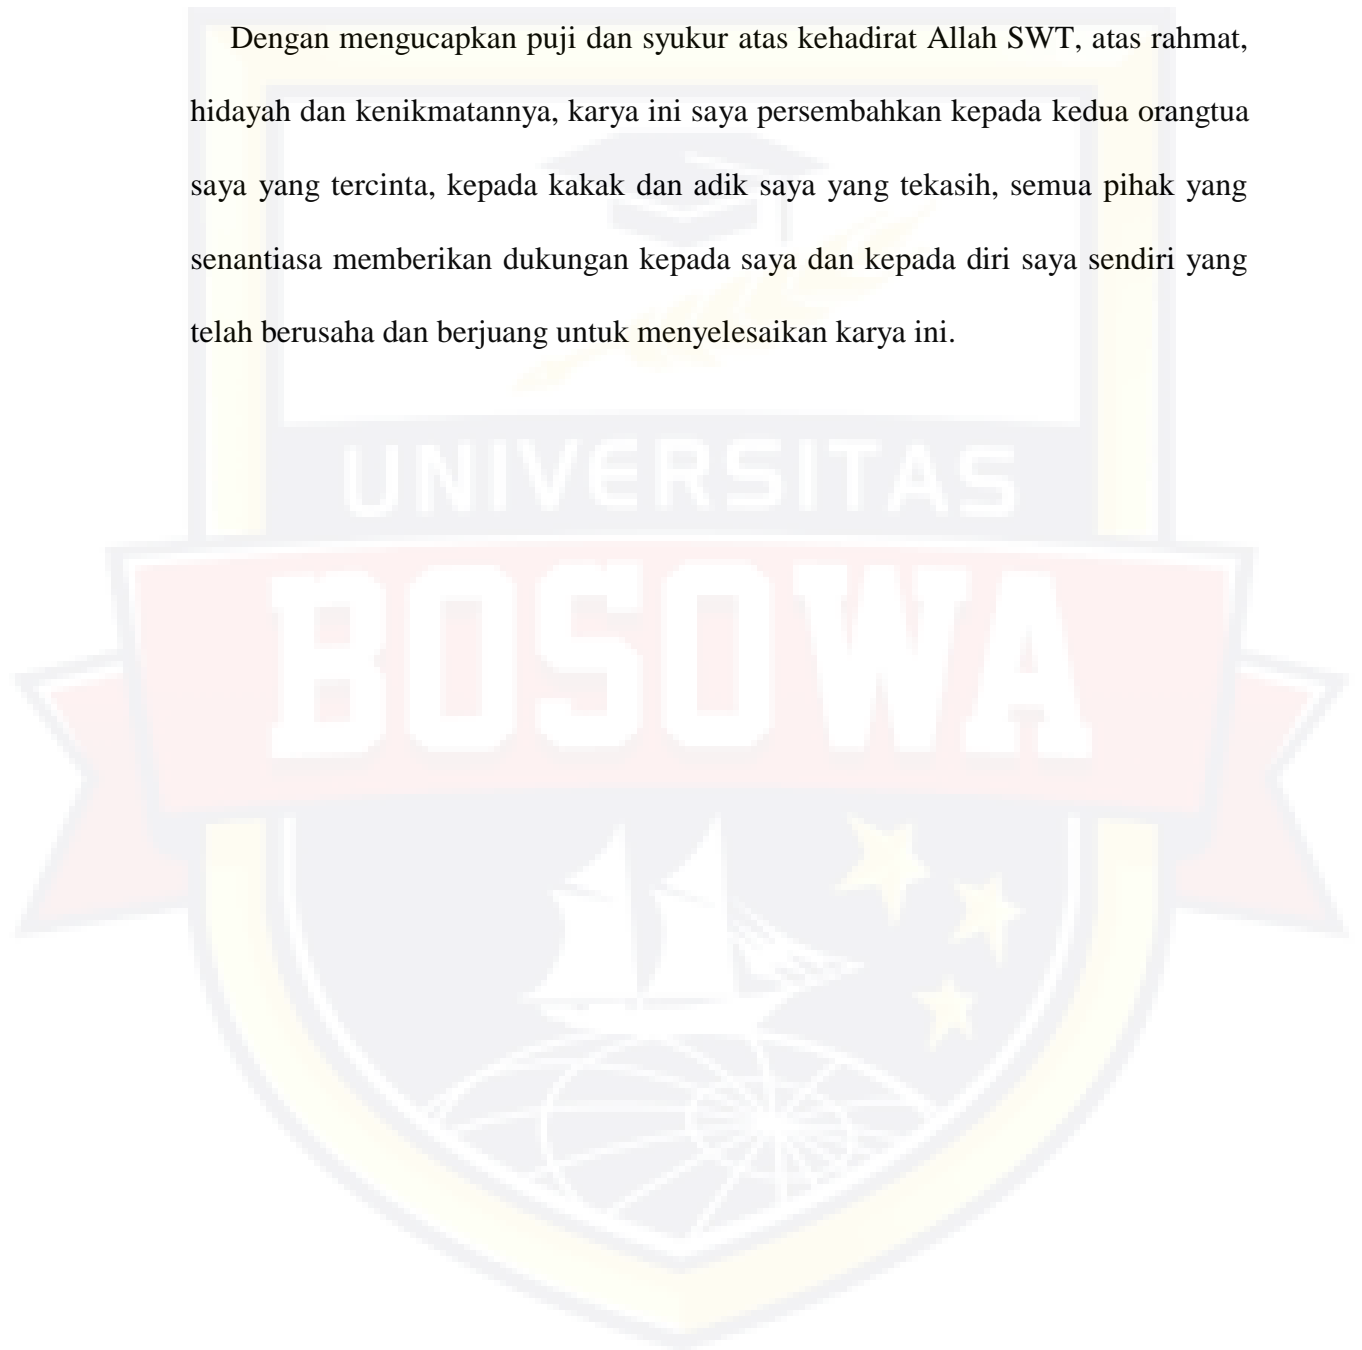 Dengan mengucapkan puji dan syukur atas kehadirat Allah SWT, atas rahmat,
hidayah dan kenikmatannya, karya ini saya persembahkan kepada kedua orangtua
saya yang tercinta, kepada kakak dan adik saya yang tekasih, semua pihak yang
senantiasa memberikan dukungan kepada saya dan kepada diri saya sendiri yang
telah berusaha dan berjuang untuk menyelesaikan karya ini.
UNIVERSITAS
BOSOWA